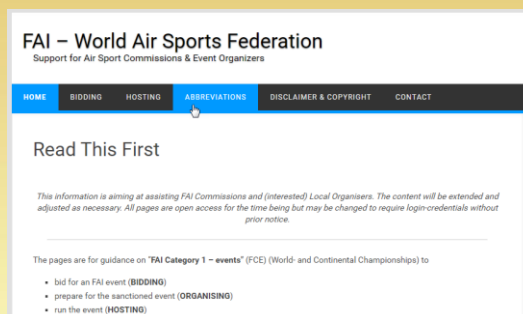 FAI – World Air Sports Federation
Support for Air Sport Commissions & Event Organizers
HOME BIDDING HOSTING ABBREVIATIONS DISCLAIMER & COPYRIGHT CONTACT
Read This First
This information is aiming at assisting FAI Commissions and (interested) Local Organisers. The content will be extended and
adjusted as necessary. All pages are open access for the time being but may be changed to require login-credentials without
prior notice.
The pages are for guidance on "FAI Category 1 – events" (FCE) (World- and Continental Championships) to
• bid for an FAI event (BIDDING)
• prepare for the sanctioned event (ORGANISING)
• run the event (HOSTING)